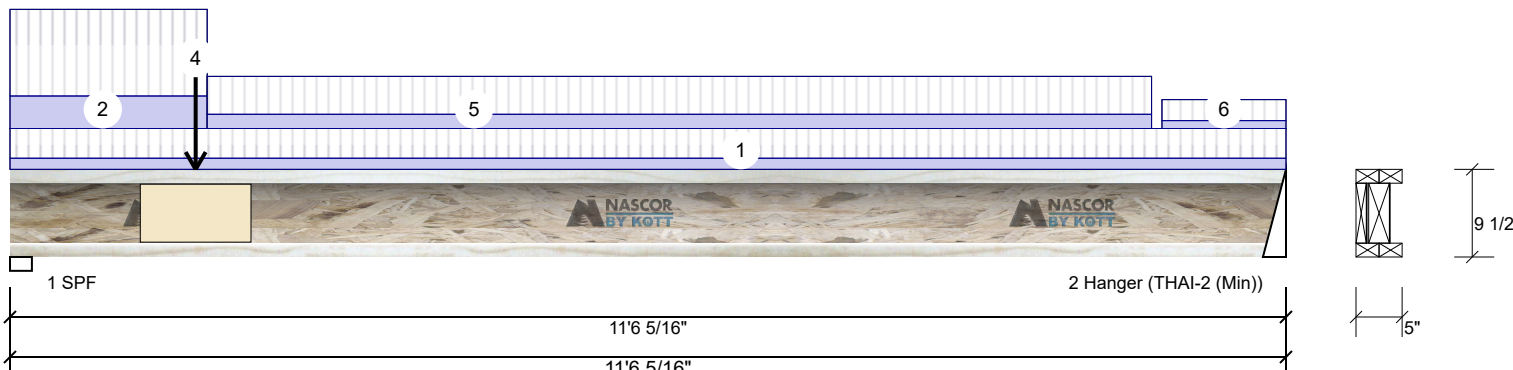 4
2
5
6
1
NASCOR
BY KOTT
NASCOR
BY KOTT
9 1/2
1 SPF
2 Hanger (THAI-2 (Min))
5"
11'6 5/16"
11'6 5/16"